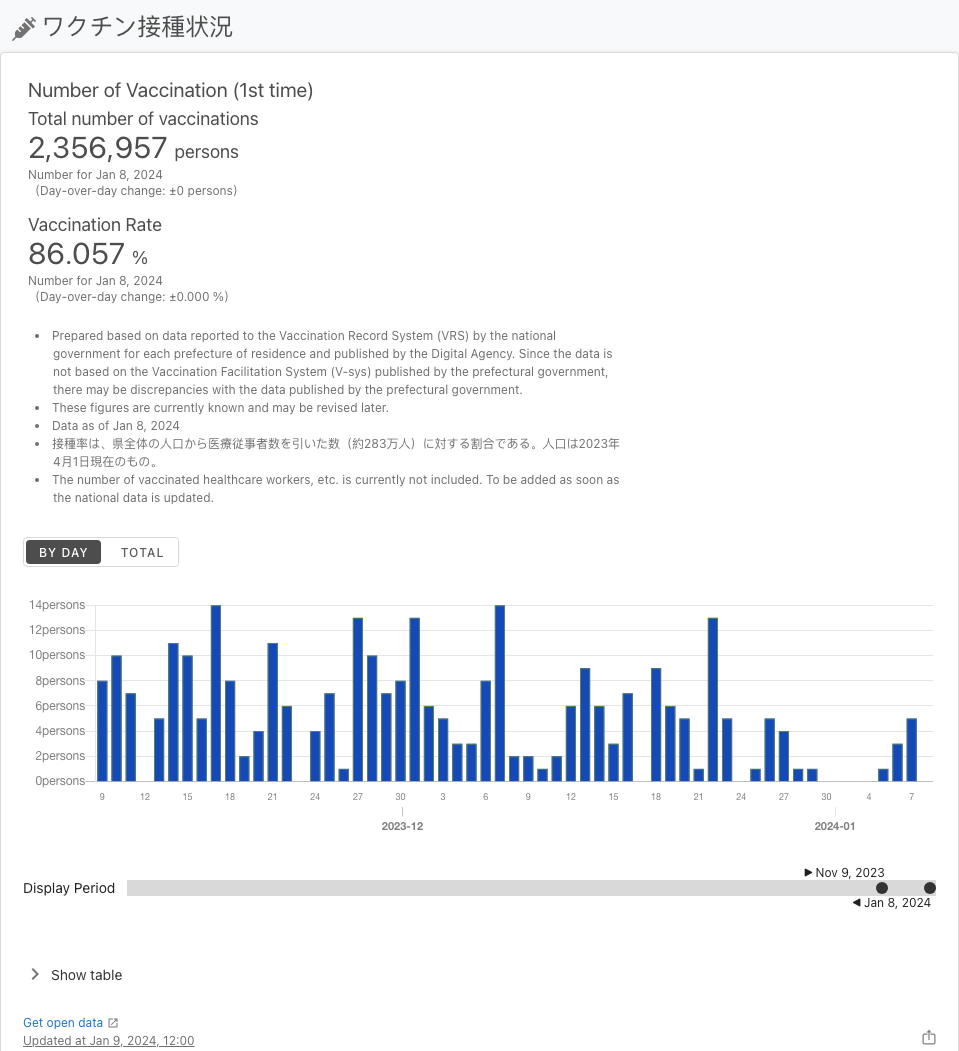 ワクチン接種状況
Number of Vaccination (1st time)
Total number of vaccinations
2,356,957 persons
Number for Jan 8, 2024
(Day-over-day change: ±0 persons)
Vaccination Rate
86.057 %
Number for Jan 8, 2024
(Day-over-day change: ±0.000 %)
• Prepared based on data reported to the Vaccination Record System (VRS) by the national
government for each prefecture of residence and published by the Digital Agency. Since the data is
not based on the Vaccination Facilitation System (V-sys) published by the prefectural government,
there may be discrepancies with the data published by the prefectural government.
• These figures are currently known and may be revised later.
• Data as of Jan 8, 2024
• 接種率は、県全体の人口から医療従事者数を引いた数（約283万人）に対する割合である。人口は2023年
4月1日現在のもの。
• The number of vaccinated healthcare workers, etc. is currently not included. To be added as soon as
the national data is updated.
BY DAY TOTAL
14persons
12persons
10persons
8persons
6persons
4persons
2persons
0persons
9 12 15 18 21 24 27 30 3 6 9 12 15 18 21 24 27 30 4 7
2023-12 2024-01
▶ Nov 9, 2023
Display Period
◀ Jan 8, 2024
Show table
Get open data
Updated at Jan 9, 2024, 12:00